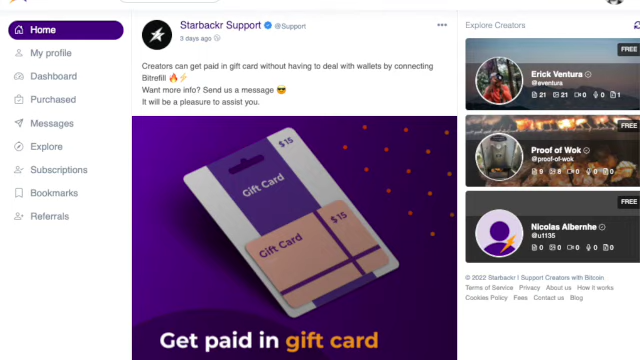 Home
My profile
Dashboard
Purchased
Messages
Explore
Subscriptions
Bookmarks
Referrals
Starbackr Support @Support
3 days ago
Creators can get paid in gift card without having to deal with wallets by connecting
Bitrefill 🔥⚡
Want more info? Send us a message 😎
It will be a pleasure to assist you.
$15
Gift Card
$15
Gift Card
Get paid in gift card
Explore Creators
FREE
Erick Ventura
@aventura
21 21 0 0 1
FREE
Proof of Wok
@proof-of-wok
9 8 0 0 0
FREE
Nicolas Albernhe
@u1135
0 0 0 0 0
© 2022 Starbackr | Support Creators with Bitcoin
Terms of Service Privacy About us How it works
Cookies Policy Fees Contact us Blog